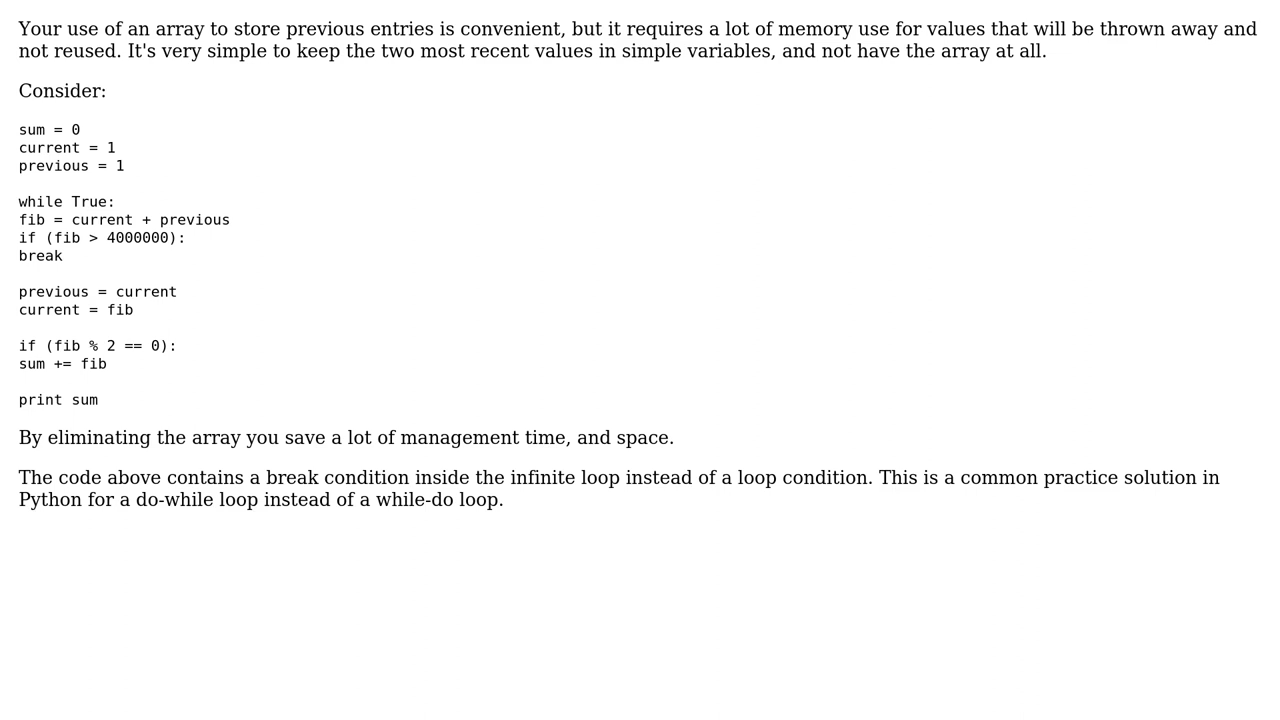 Your use of an array to store previous entries is convenient, but it requires a lot of memory use for values that will be thrown away and
not reused. It's very simple to keep the two most recent values in simple variables, and not have the array at all.
Consider:
sum = 0
current = 1
previous = 1
while True:
fib = current + previous
if (fib > 4000000):
break
previous = current
current = fib
if (fib % 2 == 0):
sum += fib
print sum
By eliminating the array you save a lot of management time, and space.
The code above contains a break condition inside the infinite loop instead of a loop condition. This is a common practice solution in
Python for a do-while loop instead of a while-do loop.